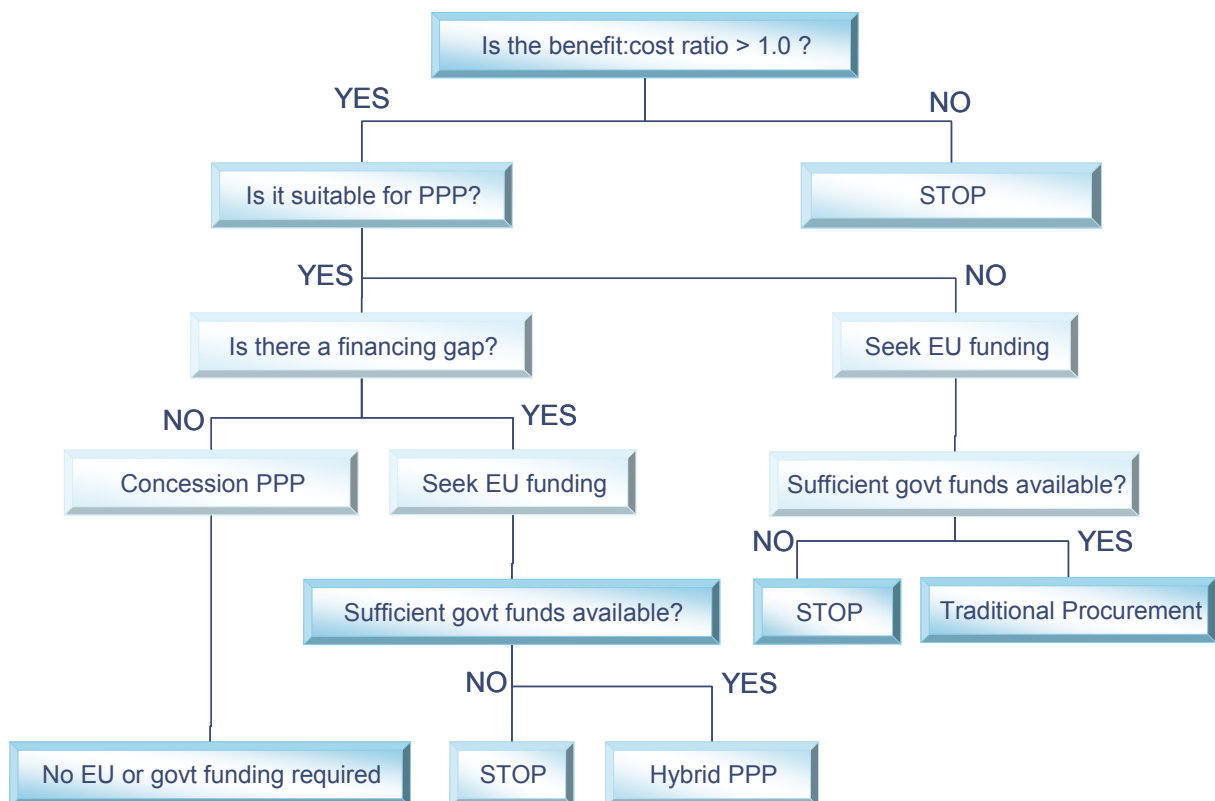 Is the benefit:cost ratio > 1.0 ?
YES
NO
Is it suitable for PPP?
STOP
YES
NO
Is there a financing gap?
Seek EU funding
NO
YES
Concession PPP
Seek EU funding
Sufficient govt funds available?
NO
YES
Sufficient govt funds available?
STOP
Traditional Procurement
NO
YES
No EU or govt funding required
STOP
Hybrid PPP